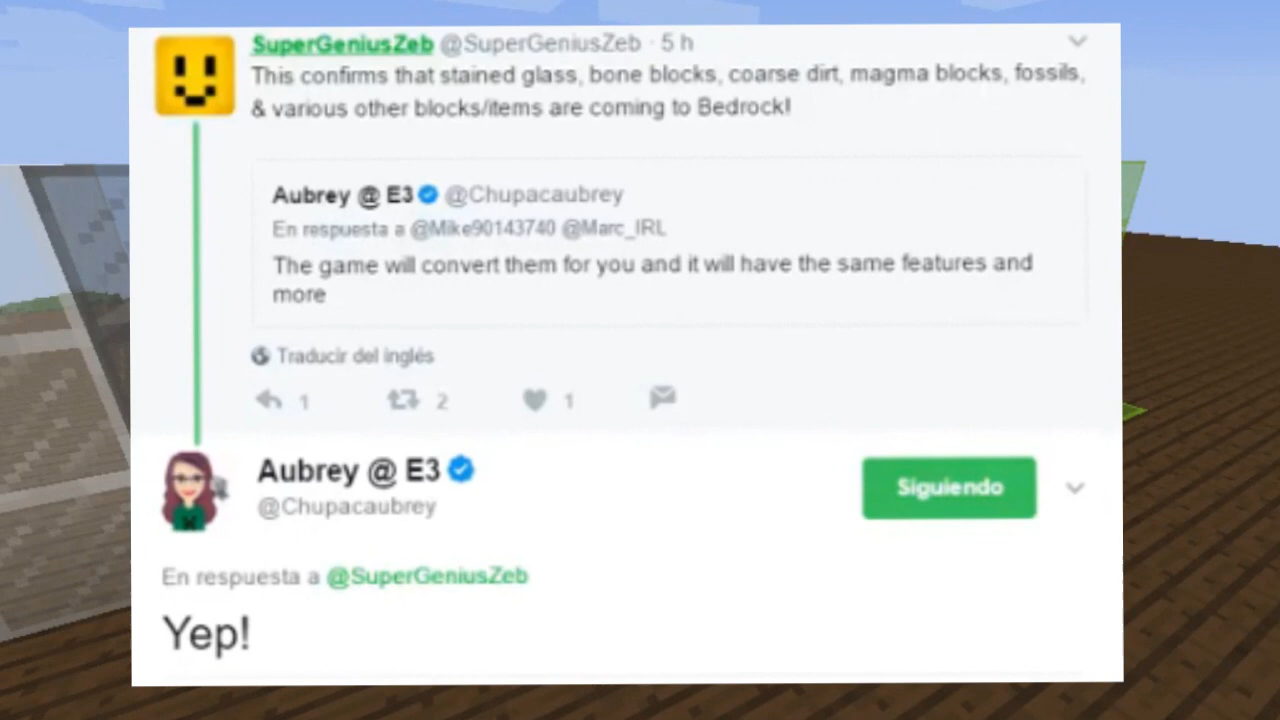 SuperGeniusZeb @SuperGeniusZeb · 5 h
This confirms that stained glass, bone blocks, coarse dirt, magma blocks, fossils,
& various other blocks/items are coming to Bedrock!
Aubrey @ E3 @Chupacaubrey
En respuesta a @Mike90143740 @Marc_IRL
The game will convert them for you and it will have the same features and
more
Traducir del inglés
1 2 1
Aubrey @ E3
Siguiendo
@Chupacaubrey
En respuesta a @SuperGeniusZeb
Yep!